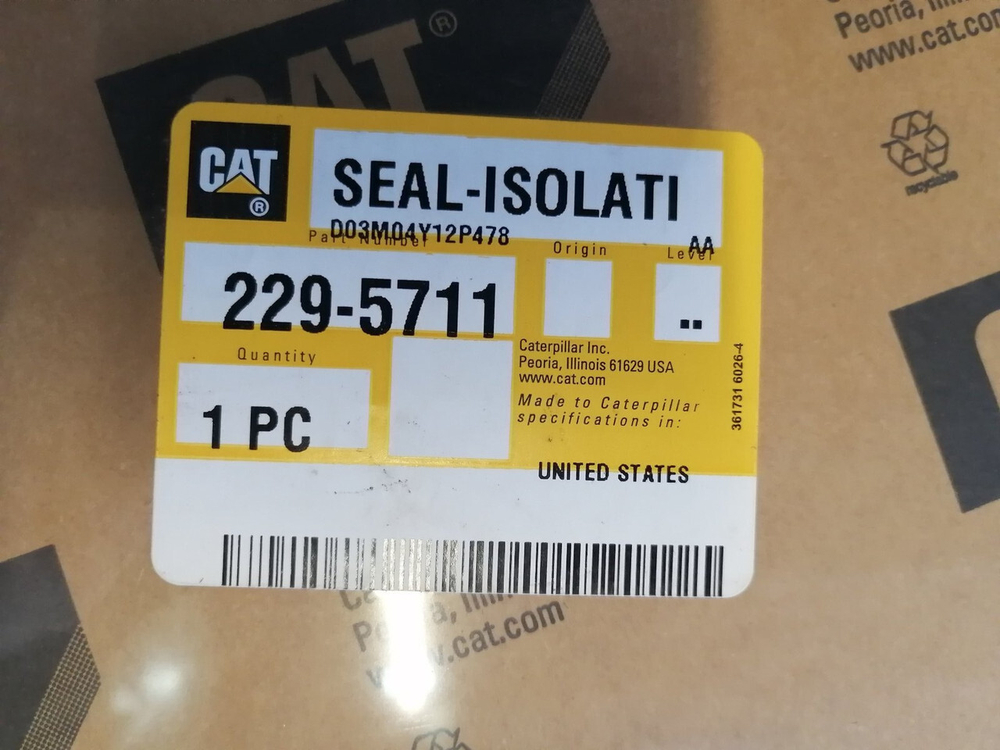 CAT ®
Peoria, Illin
www.cat.com
recyclable
CAT ®
SEAL-ISOLATI
D03M04Y12P478
AA
Part Number
Origin
Level
229-5711
..
Quantity
1 PC
Caterpillar Inc.
Peoria, Illinois 61629 USA
www.cat.com
Made to Caterpillar
specifications in:
361731 6026-4
UNITED STATES
www.cat.com